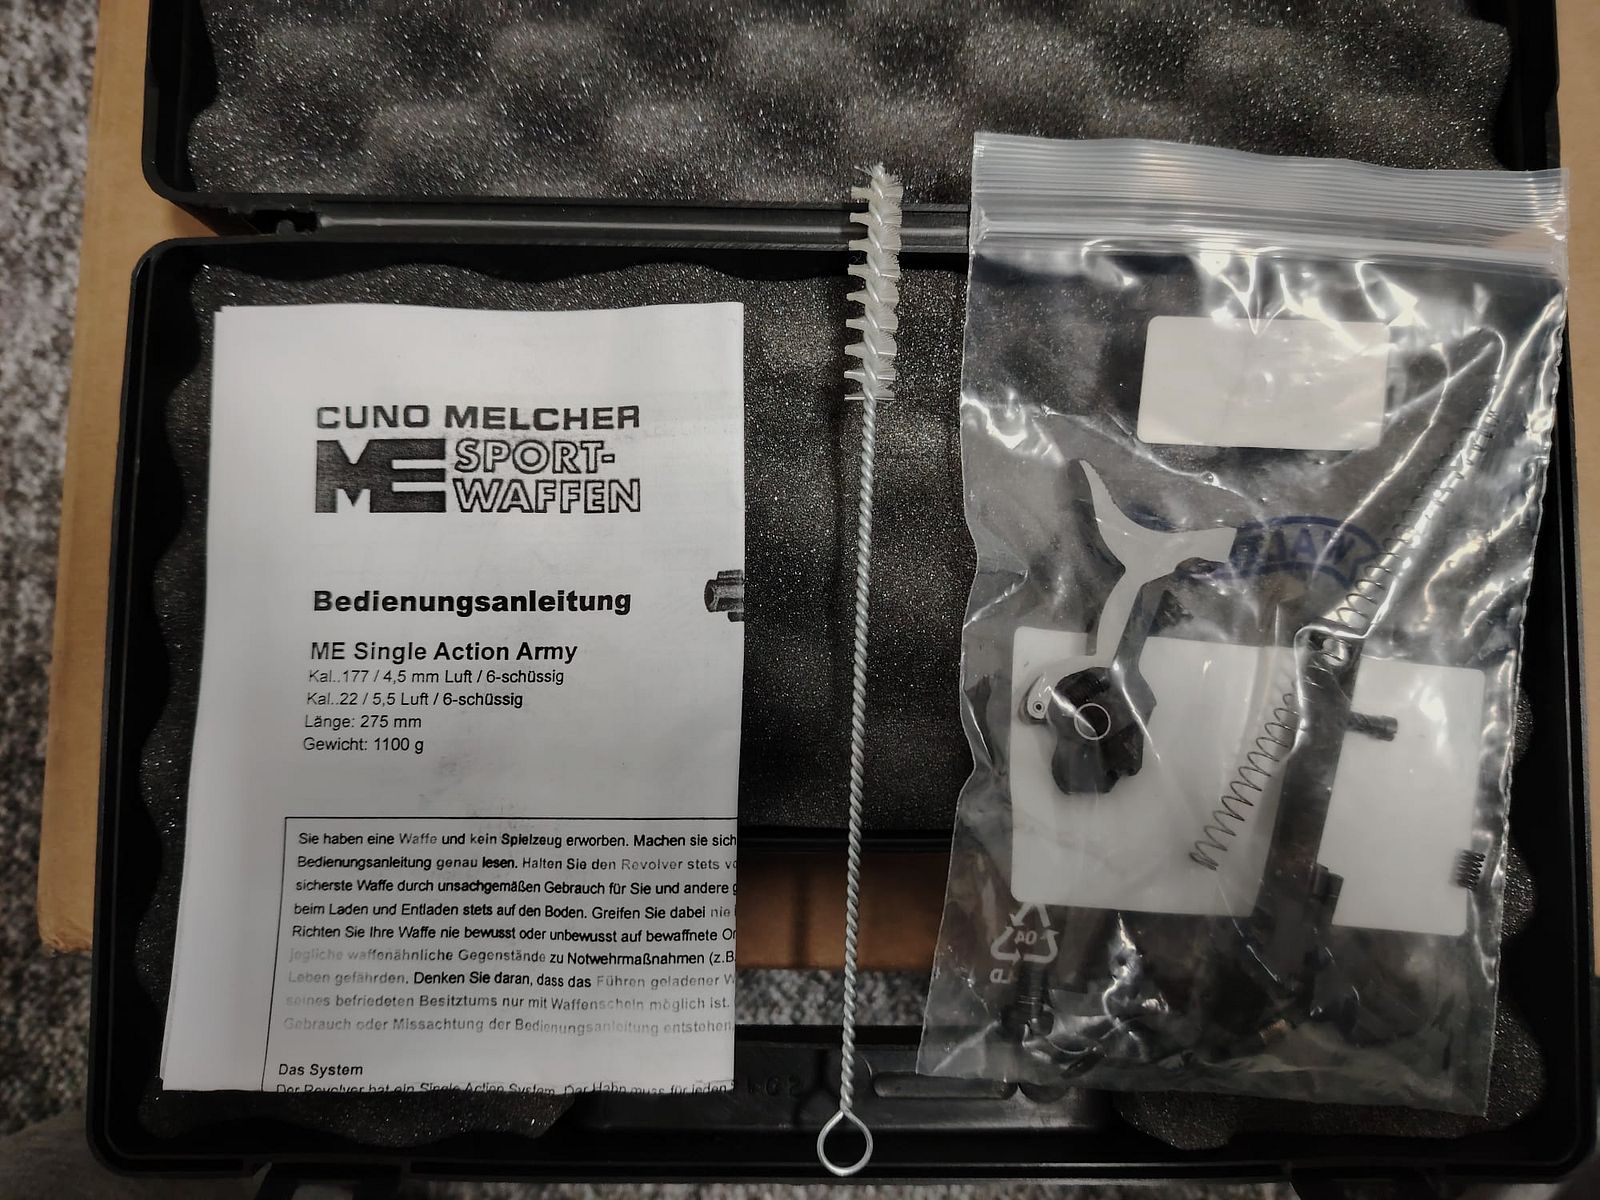 CUNO MELCHER
ME SPORT-
WAFFEN
Bedienungsanleitung
ME Single Action Army
Kal..177 / 4,5 mm Luft / 6-schüssig
Kal..22 / 5,5 Luft / 6-schüssig
Länge: 275 mm
Gewicht: 1100 g
Sie haben eine Waffe und kein Spielzeug erworben. Machen sie sich
Bedienungsanleitung genau lesen. Halten Sie den Revolver stets
sicherste Waffe durch unsachgemäßen Gebrauch für Sie und andere
beim Laden und Entladen stets auf den Boden. Greifen Sie dabei nie
Richten Sie Ihre Waffe nie bewusst oder unbewusst auf bewaffnete
jegliche waffenähnliche Gegenstände zu Notwehrmaßnahmen (z.B.
Leben gefährden. Denken Sie daran, dass das Führen geladener
seines befriedeten Besitztums nur mit Waffenschein möglich ist.
Gebrauch oder Missachtung der Bedienungsanleitung entstehen,
Das System
Der Revolver hat ein Single Action System. Der Hahn muss für jeden
04